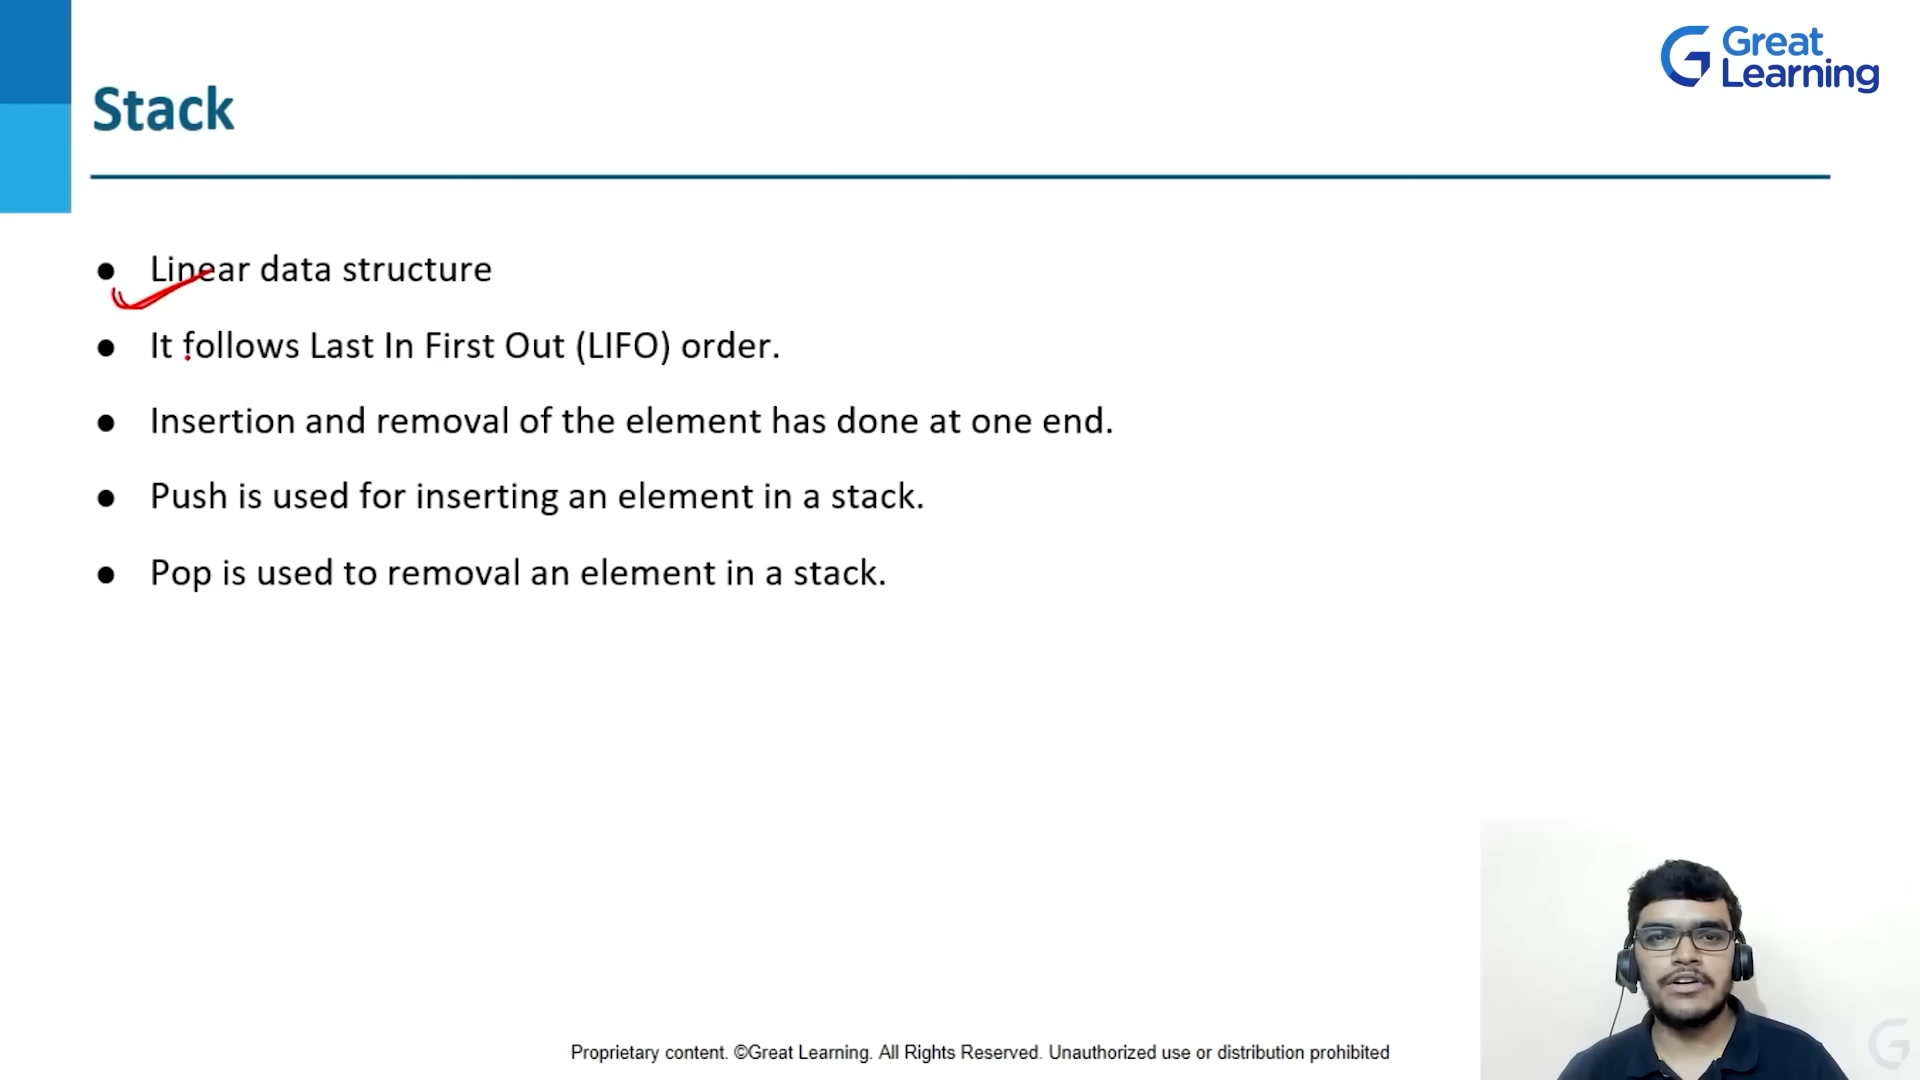 Great
Learning
Stack
● Linear data structure
● It follows Last In First Out (LIFO) order.
● Insertion and removal of the element has done at one end.
● Push is used for inserting an element in a stack.
● Pop is used to removal an element in a stack.
Proprietary content. ©Great Learning. All Rights Reserved. Unauthorized use or distribution prohibited